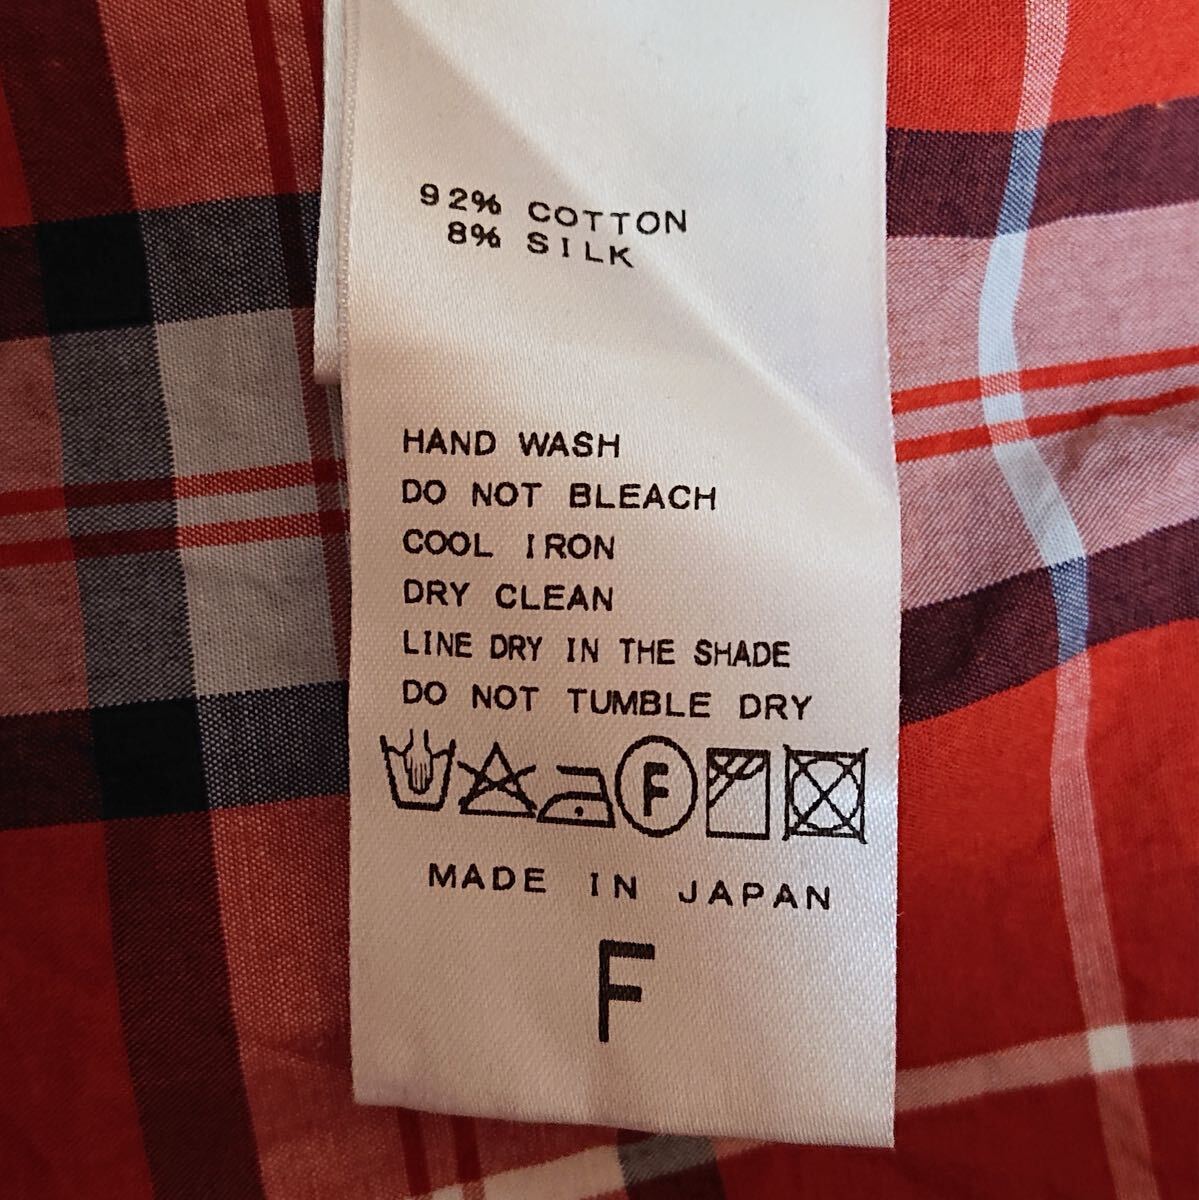 92% COTTON
8% SILK
HAND WASH
DO NOT BLEACH
COOL IRON
DRY CLEAN
LINE DRY IN THE SHADE
DO NOT TUMBLE DRY
F
MADE IN JAPAN
F